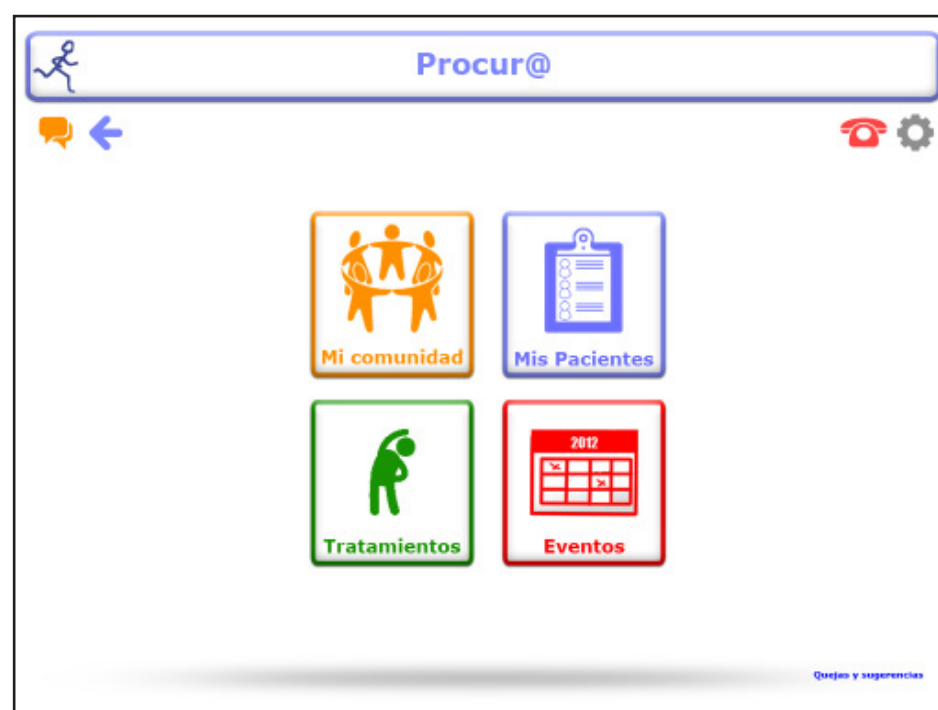 Procur@
Mi comunidad
Mis Pacientes
2012
Tratamientos
Eventos
Quejas y sugerencias